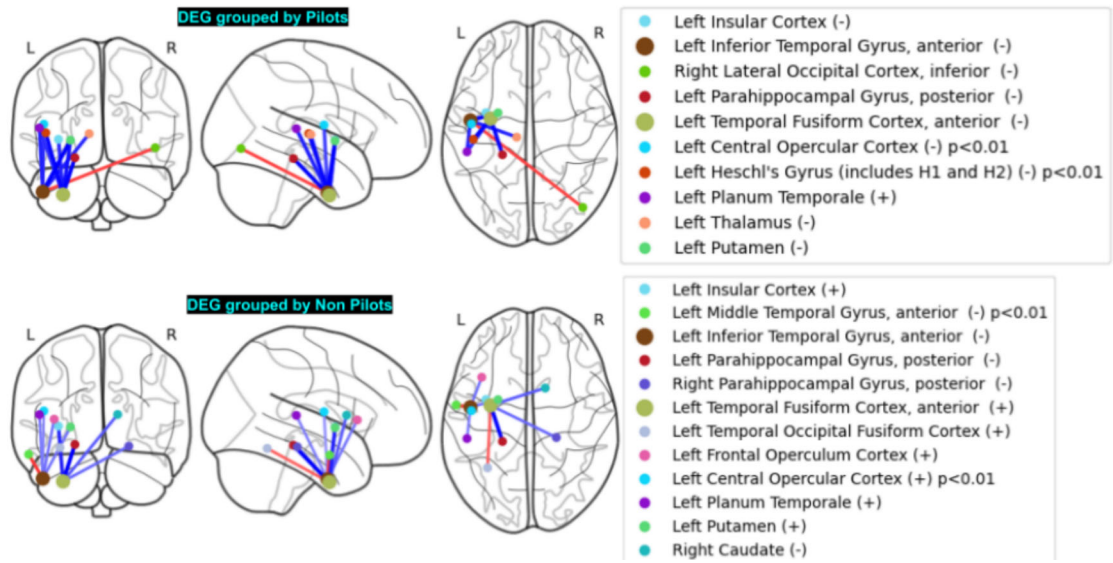 DEG grouped by Pilots
L
R
L
R
Left Insular Cortex (-)
Left Inferior Temporal Gyrus, anterior  (-)
Right Lateral Occipital Cortex, inferior  (-)
Left Parahippocampal Gyrus, posterior  (-)
Left Temporal Fusiform Cortex, anterior  (-)
Left Central Opercular Cortex (-) p<0.01
Left Heschl's Gyrus (includes H1 and H2) (-) p<0.01
Left Planum Temporale (+)
Left Thalamus (-)
Left Putamen (-)
DEG grouped by Non Pilots
L
R
L
R
Left Insular Cortex (+)
Left Middle Temporal Gyrus, anterior  (-) p<0.01
Left Inferior Temporal Gyrus, anterior  (-)
Left Parahippocampal Gyrus, posterior  (-)
Right Parahippocampal Gyrus, posterior  (-)
Left Temporal Fusiform Cortex, anterior  (+)
Left Temporal Occipital Fusiform Cortex (+)
Left Frontal Operculum Cortex (+)
Left Central Opercular Cortex (+) p<0.01
Left Planum Temporale (+)
Left Putamen (+)
Right Caudate (-)